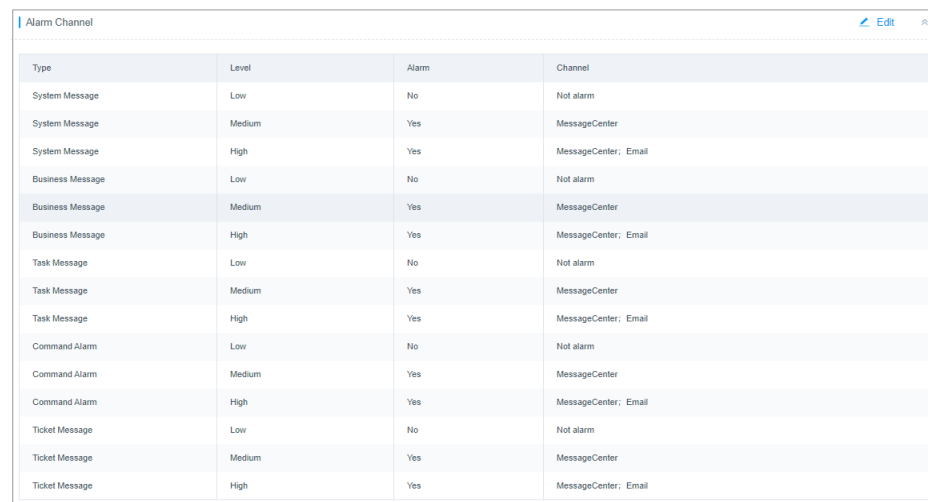 Alarm Channel Edit
Type Level Alarm Channel
System Message Low No Not alarm
System Message Medium Yes MessageCenter
System Message High Yes MessageCenter; Email
Business Message Low No Not alarm
Business Message Medium Yes MessageCenter
Business Message High Yes MessageCenter; Email
Task Message Low No Not alarm
Task Message Medium Yes MessageCenter
Task Message High Yes MessageCenter; Email
Command Alarm Low No Not alarm
Command Alarm Medium Yes MessageCenter
Command Alarm High Yes MessageCenter; Email
Ticket Message Low No Not alarm
Ticket Message Medium Yes MessageCenter
Ticket Message High Yes MessageCenter; Email